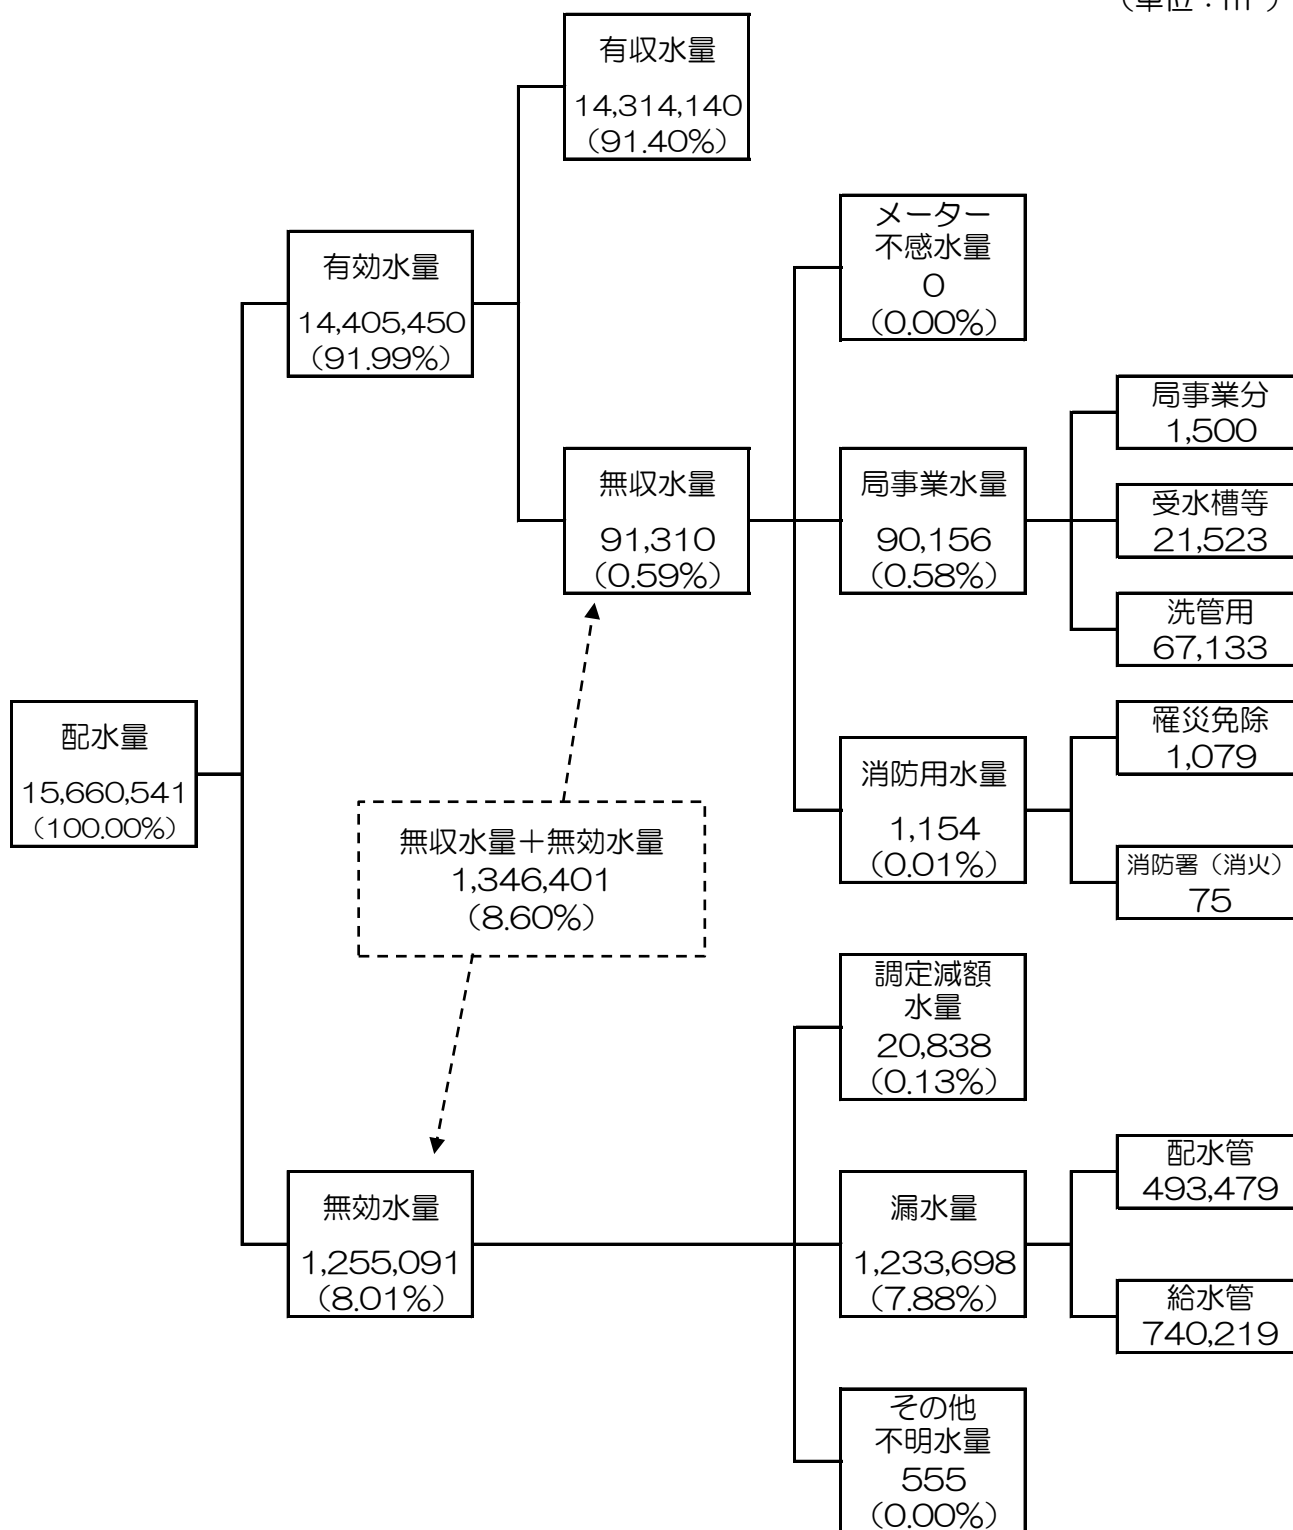 （単位：m³）
有収水量
14,314,140
（91.40%）
メーター
不感水量
0
（0.00%）
有効水量
14,405,450
（91.99%）
局事業分
1,500
無収水量
91,310
（0.59%）
局事業水量
90,156
（0.58%）
受水槽等
21,523
洗管用
67,133
配水量
15,660,541
（100.00%）
罹災免除
1,079
消防用水量
1,154
（0.01%）
無収水量＋無効水量
1,346,401
（8.60%）
消防署（消火）
75
調定減額
水量
20,838
（0.13%）
配水管
493,479
無効水量
1,255,091
（8.01%）
漏水量
1,233,698
（7.88%）
給水管
740,219
その他
不明水量
555
（0.00%）